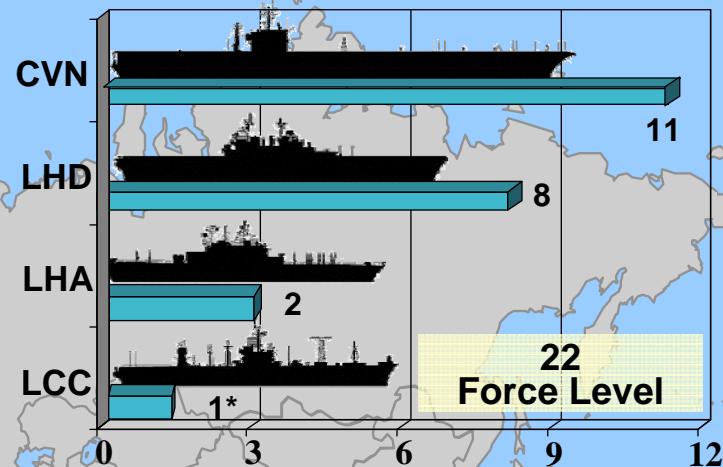 CVN
11
LHD
8
LHA
2
22
Force Level
LCC
1*
0 3 6 9 12